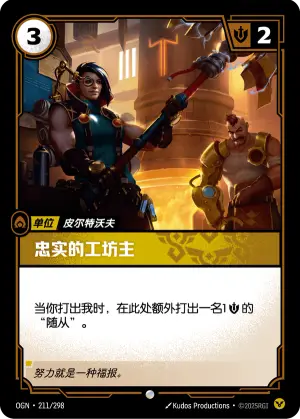 3
2
单位 皮尔特沃夫
忠实的工坊主
当你打出我时，在此处额外打出一名1的
“随从”。
努力就是一种福报。
OGN • 211/298
Kudos Productions • ©2025RGI